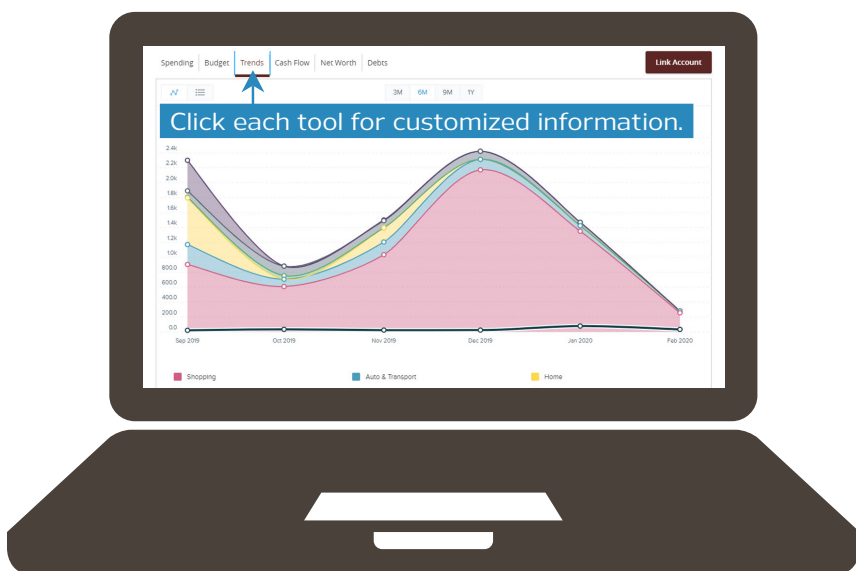 Spending Budget Trends Cash Flow Net Worth Debts Link Account
3M 6M 9M 1Y
Click each tool for customized information.
2.4k
2.2k
2.0k
1.8k
1.6k
1.4k
1.2k
1.0k
800.0
600.0
400.0
200.0
0.0
Sep 2019 Oct 2019 Nov 2019 Dec 2019 Jan 2020 Feb 2020
Shopping Auto & Transport Home